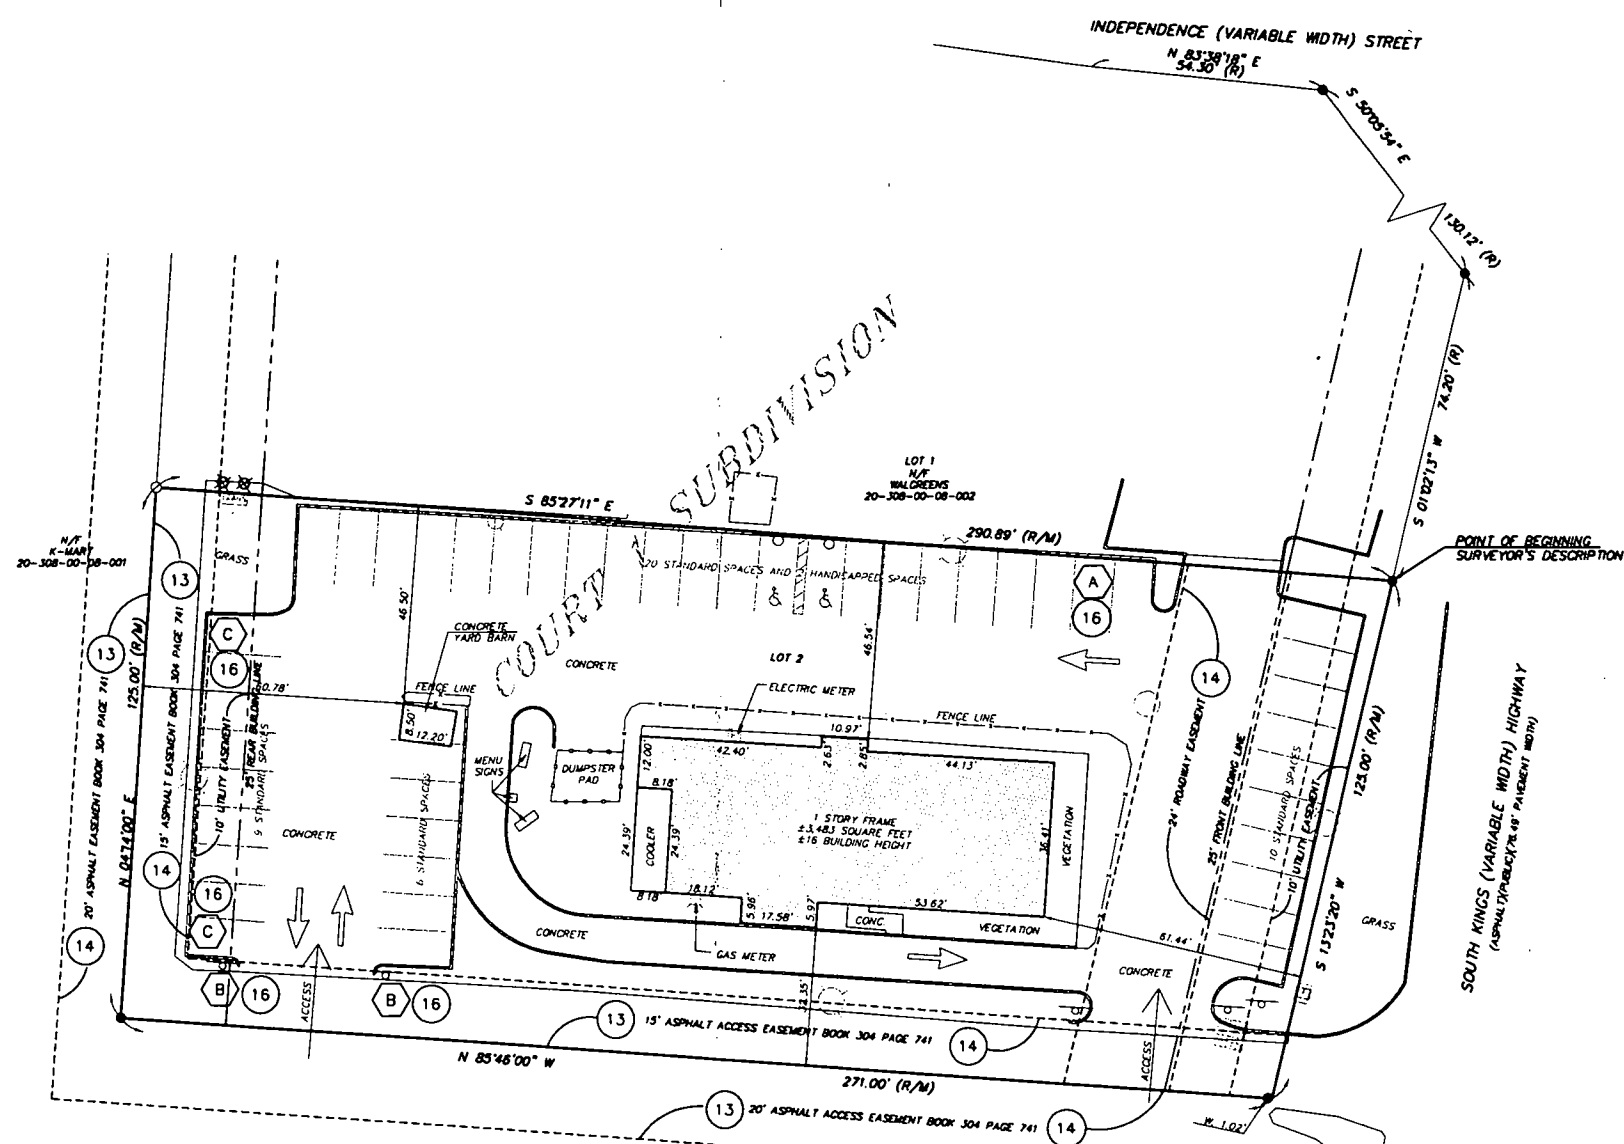 INDEPENDENCE (VARIABLE WIDTH) STREET
N 83°38'18" E
54.30' (R)
S 50°05'54" E
130.12' (R)
S 01°02'13" W 74.20' (R)
SUBDIVISION
COURT
LOT 1
N/F
WALGREENS
20-308-00-08-002
S 85°27'11" E
290.89' (R/M)
POINT OF BEGINNING
SURVEYOR'S DESCRIPTION
N/F
K-MART
20-308-00-08-001
GRASS
20 STANDARD SPACES AND 2 HANDICAPPED SPACES
13
13
A
16
C
16
46.50'
46.54'
CONCRETE
YARD BARN
CONCRETE
LOT 2
ELECTRIC METER
FENCE LINE
FENCE LINE
60.78'
8.50'
12.20'
MENU
SIGNS
DUMPSTER
PAD
12.00'
42.40'
10.97'
2.63'
2.85'
44.13'
8.18'
COOLER
24.39'
24.39'
8.18'
18.12'
5.96'
17.58'
5.97'
53.62'
36.41'
1 STORY FRAME
±3,483 SQUARE FEET
±16 BUILDING HEIGHT
VEGETATION
VEGETATION
CONC.
GAS METER
CONCRETE
CONCRETE
CONCRETE
125.00' (R/M)
N 04°14'00" E
20' ASPHALT EASEMENT BOOK 304 PAGE 741
15' ASPHALT EASEMENT BOOK 304 PAGE 741
10' UTILITY EASEMENT
25' REAR BUILDING LINE
9 STANDARD SPACES
6 STANDARD SPACES
14
14
16
C
B
16
B
16
ACCESS
32.35'
61.44'
14
24' ROADWAY EASEMENT
25' FRONT BUILDING LINE
10 STANDARD SPACES
10' UTILITY EASEMENT
125.00' (R/M)
S 13°23'20" W
GRASS
SOUTH KINGS (VARIABLE WIDTH) HIGHWAY
(ASPHALT)(PUBLIC)(76.49' PAVEMENT WIDTH)
13
15' ASPHALT ACCESS EASEMENT BOOK 304 PAGE 741
14
ACCESS
N 85°46'00" W
271.00' (R/M)
13
20' ASPHALT ACCESS EASEMENT BOOK 304 PAGE 741
14
W. 1.02'